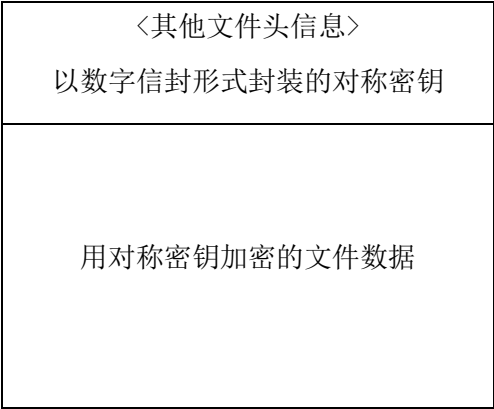 <其他文件头信息>
以数字信封形式封装的对称密钥
用对称密钥加密的文件数据